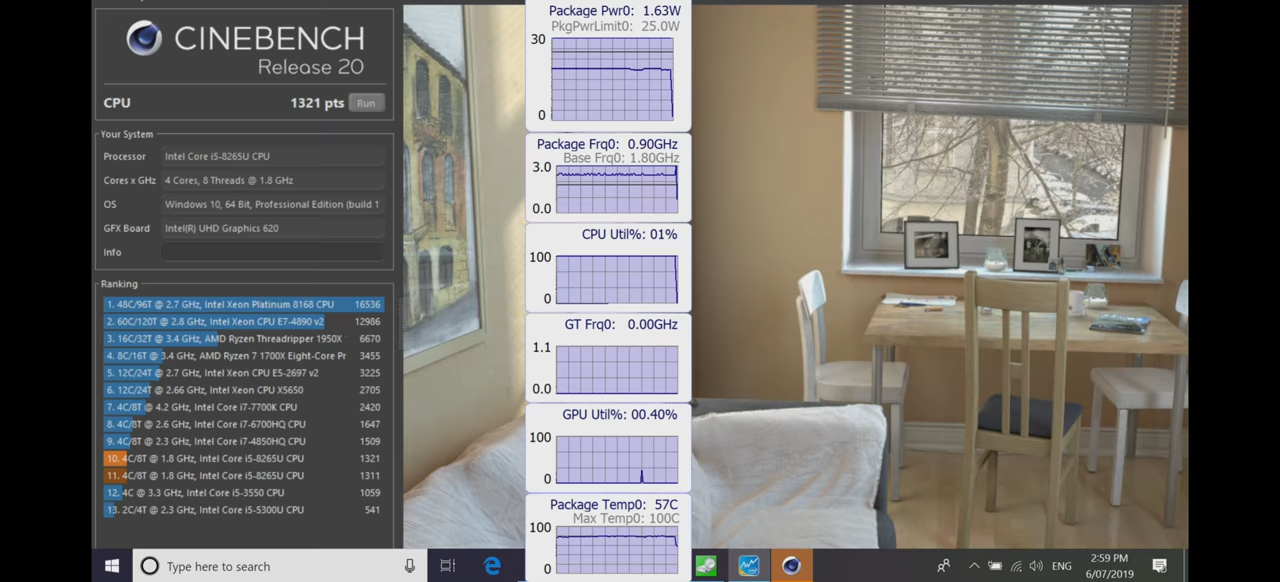 CINEBENCH
Release 20
CPU 1321 pts Run
Your System
Processor Intel Core i5-8265U CPU
Cores x GHz 4 Cores, 8 Threads @ 1.8 GHz
OS Windows 10, 64 Bit, Professional Edition (build 1
GFX Board Intel(R) UHD Graphics 620
Info
Ranking
1. 48C/96T @ 2.7 GHz, Intel Xeon Platinum 8168 CPU 16536
2. 60C/120T @ 2.8 GHz, Intel Xeon CPU E7-4890 v2 12986
3. 16C/32T @ 3.4 GHz, AMD Ryzen Threadripper 1950X 6670
4. 8C/16T @ 3.4 GHz, AMD Ryzen 7 1700X Eight-Core Pr 3455
5. 12C/24T @ 2.7 GHz, Intel Xeon CPU E5-2697 v2 3225
6. 12C/24T @ 2.66 GHz, Intel Xeon CPU X5650 2705
7. 4C/8T @ 4.2 GHz, Intel Core i7-7700K CPU 2420
8. 4C/8T @ 2.6 GHz, Intel Core i7-6700HQ CPU 1647
9. 4C/8T @ 2.3 GHz, Intel Core i7-4850HQ CPU 1509
10. 4C/8T @ 1.8 GHz, Intel Core i5-8265U CPU 1321
11. 4C/8T @ 1.8 GHz, Intel Core i5-8265U CPU 1311
12. 4C @ 3.3 GHz, Intel Core i5-3550 CPU 1059
13. 2C/4T @ 2.3 GHz, Intel Core i5-5300U CPU 541
Package Pwr0: 1.63W
PkgPwrLimit0: 25.0W
30
0
Package Frq0: 0.90GHz
Base Frq0: 1.80GHz
3.0
0.0
CPU Util%: 01%
100
0
GT Frq0: 0.00GHz
1.1
0.0
GPU Util%: 00.40%
100
0
Package Temp0: 57C
Max Temp0: 100C
100
0
Type here to search
ENG
2:59 PM
6/07/2019